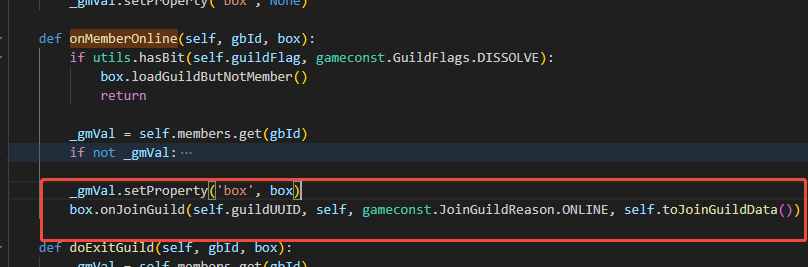 _gmVal.setProperty('box', None)
def onMemberOnline(self, gbId, box):
if utils.hasBit(self.guildFlag, gameconst.GuildFlags.DISSOLVE):
box.loadGuildButNotMember()
return
_gmVal = self.members.get(gbId)
if not _gmVal:···
_gmVal.setProperty('box', box)
box.onJoinGuild(self.guildUUID, self, gameconst.JoinGuildReason.ONLINE, self.toJoinGuildData())
def doExitGuild(self, gbId, box):
_gmVal = self.members.get(gbId)